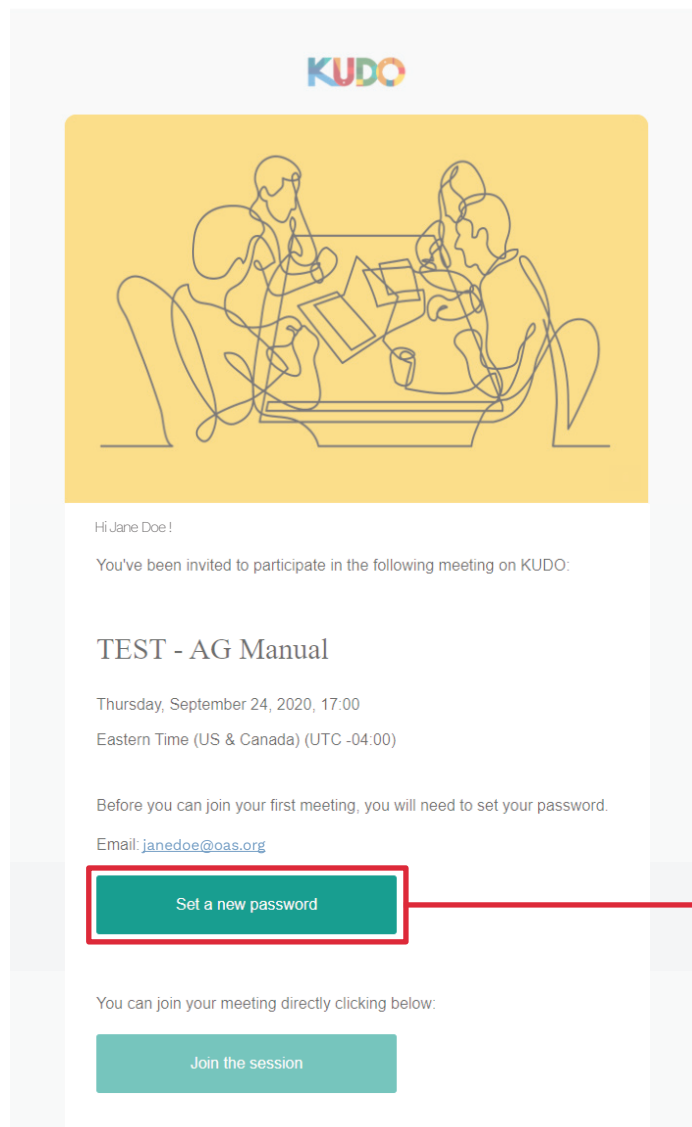 KUDO
Hi Jane Doe !
You've been invited to participate in the following meeting on KUDO:
TEST - AG Manual
Thursday, September 24, 2020, 17:00
Eastern Time (US & Canada) (UTC -04:00)
Before you can join your first meeting, you will need to set your password.
Email: janedoe@oas.org
Set a new password
You can join your meeting directly clicking below:
Join the session